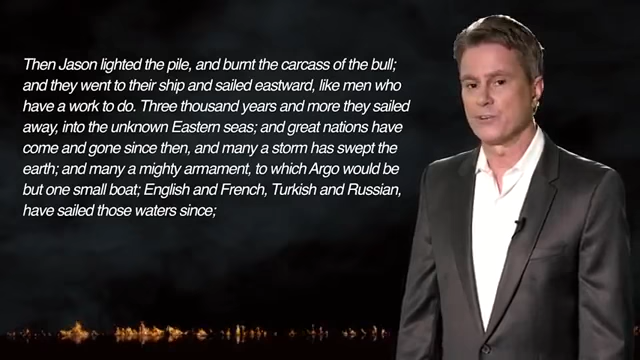 Then Jason lighted the pile, and burnt the carcass of the bull;
and they went to their ship and sailed eastward, like men who
have a work to do. Three thousand years and more they sailed
away, into the unknown Eastern seas; and great nations have
come and gone since then, and many a storm has swept the
earth; and many a mighty armament, to which Argo would be
but one small boat; English and French, Turkish and Russian,
have sailed those waters since;